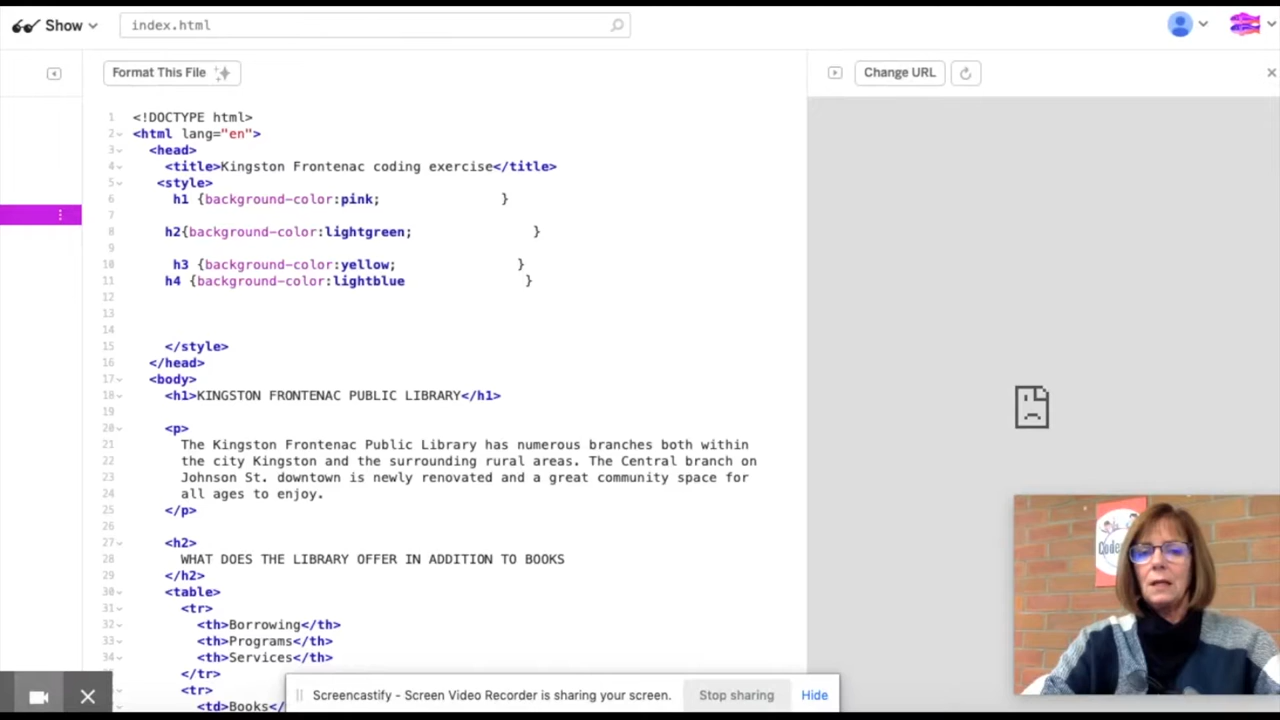 Show
index.html
Format This File
Change URL
1 <!DOCTYPE html>
2 <html lang="en">
3 <head>
4 <title>Kingston Frontenac coding exercise</title>
5 <style>
6 h1 {background-color:pink; }
7
8 h2{background-color:lightgreen; }
9
10 h3 {background-color:yellow; }
11 h4 {background-color:lightblue }
12
13
14
15 </style>
16 </head>
17 <body>
18 <h1>KINGSTON FRONTENAC PUBLIC LIBRARY</h1>
19
20 <p>
21 The Kingston Frontenac Public Library has numerous branches both within
22 the city Kingston and the surrounding rural areas. The Central branch on
23 Johnson St. downtown is newly renovated and a great community space for
24 all ages to enjoy.
25 </p>
26
27 <h2>
28 WHAT DOES THE LIBRARY OFFER IN ADDITION TO BOOKS
29 </h2>
30 <table>
31 <tr>
32 <th>Borrowing</th>
33 <th>Programs</th>
34 <th>Services</th>
</tr>
<tr>
<td>Books</
Screencastify - Screen Video Recorder is sharing your screen.
Stop sharing
Hide